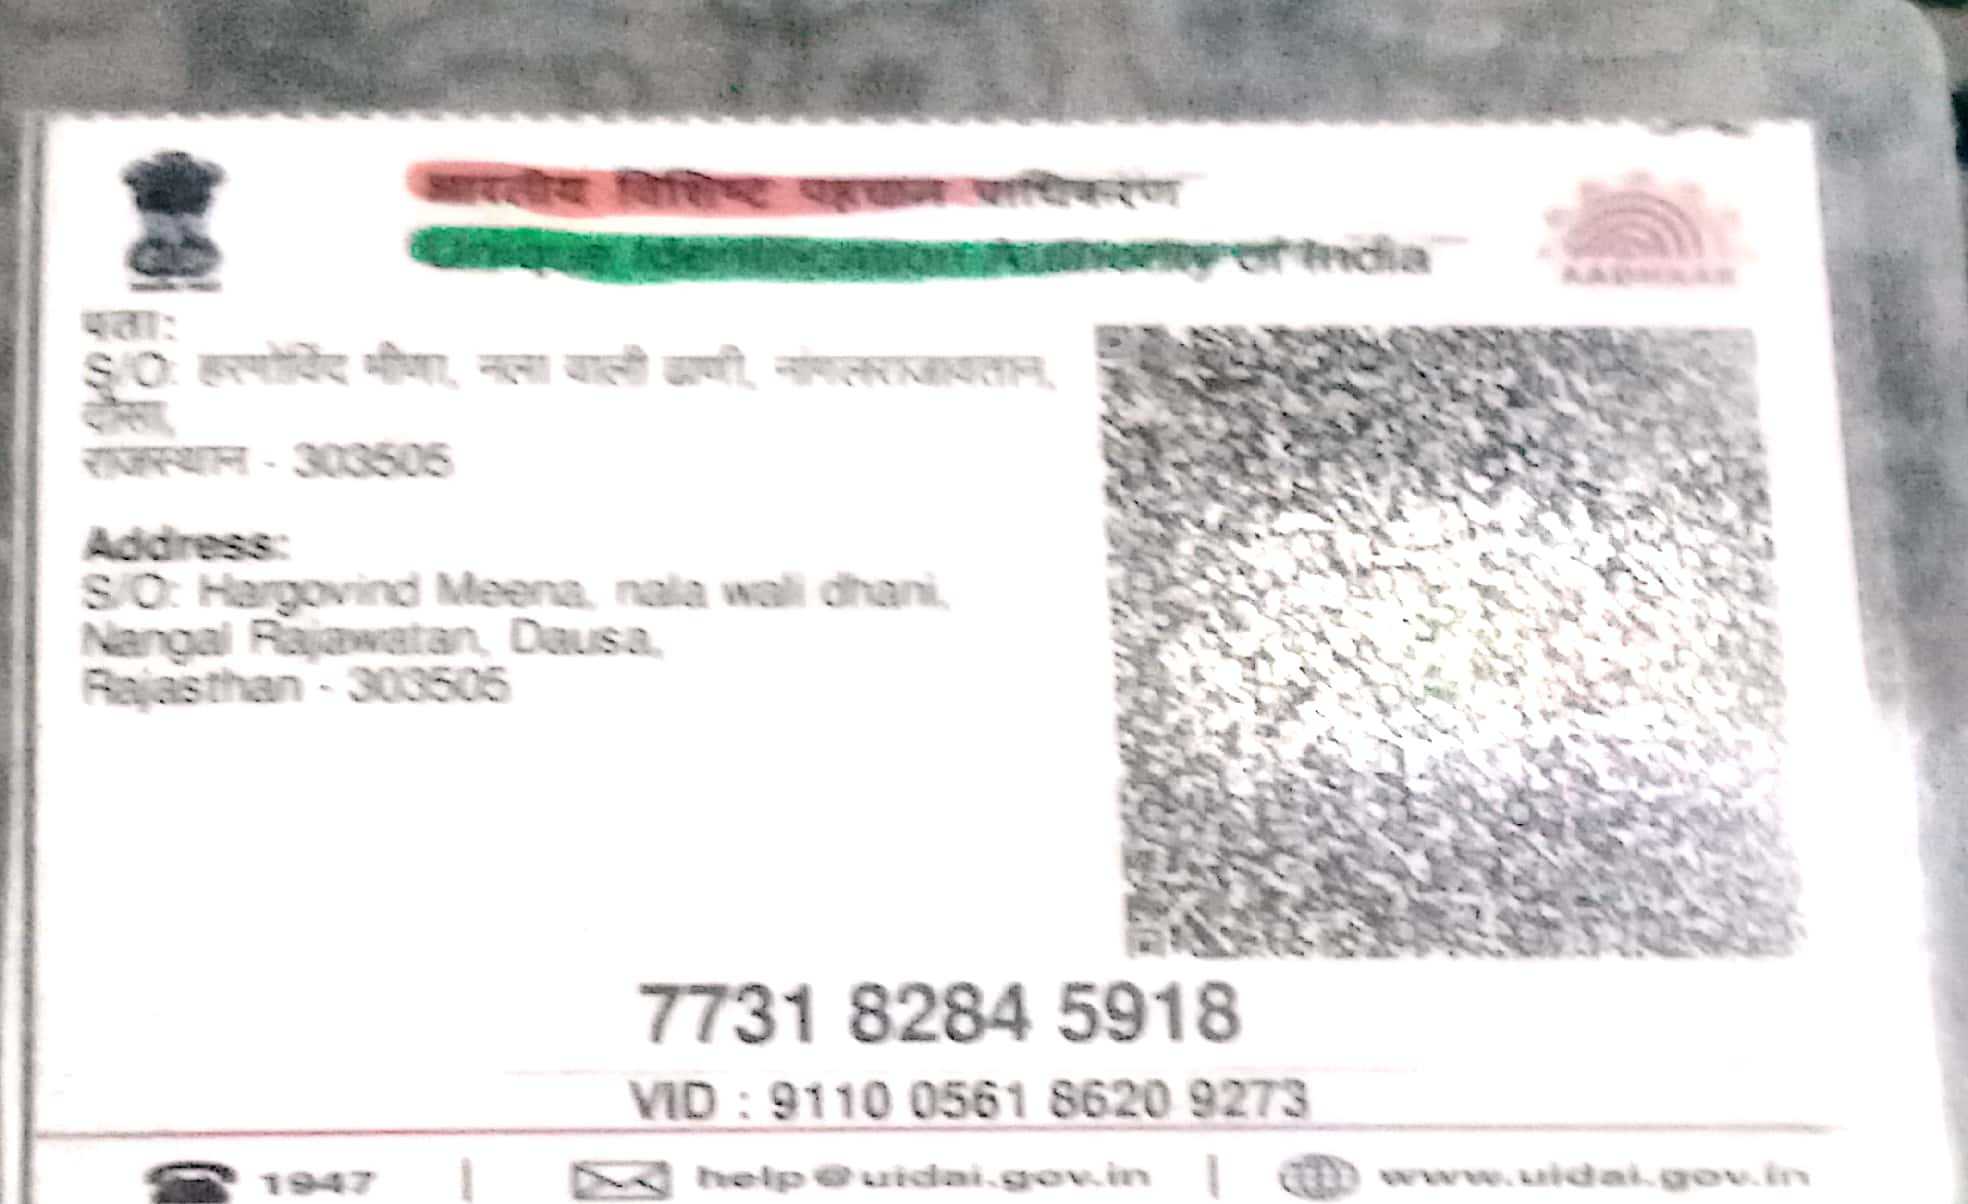 भारतीय विशिष्ट पहचान प्राधिकरण
Unique Identification Authority of India
AADHAAR
पता:
S/O: हरगोविंद मीणा, नला वाली ढाणी, नांगलराजावतान,
दौसा,
राजस्थान - 303505
Address:
S/O: Hargovind Meena, nala wali dhani,
Nangal Rajawatan, Dausa,
Rajasthan - 303505
7731 8284 5918
VID : 9110 0561 8620 9273
1947 | help@uidai.gov.in | www.uidai.gov.in